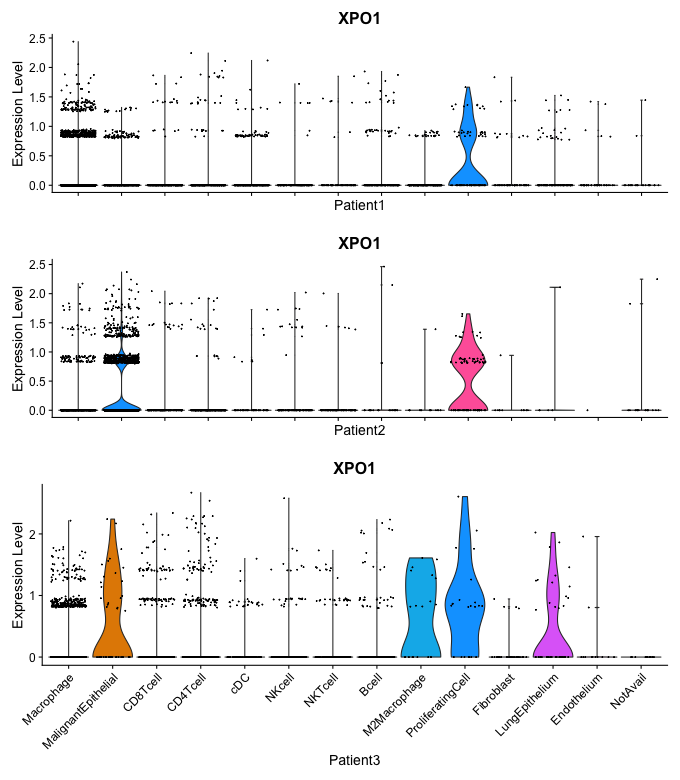 XPO1
Expression Level
2.5
2.0
1.5
1.0
0.5
0.0
Patient1
XPO1
Expression Level
2.5
2.0
1.5
1.0
0.5
0.0
Patient2
XPO1
Expression Level
2
1
0
Macrophage
MalignantEpithelial
CD8Tcell
CD4Tcell
cDC
NKcell
NKTcell
Bcell
M2Macrophage
ProliferatingCell
Fibroblast
LungEpithelium
Endothelium
NotAvail
Patient3